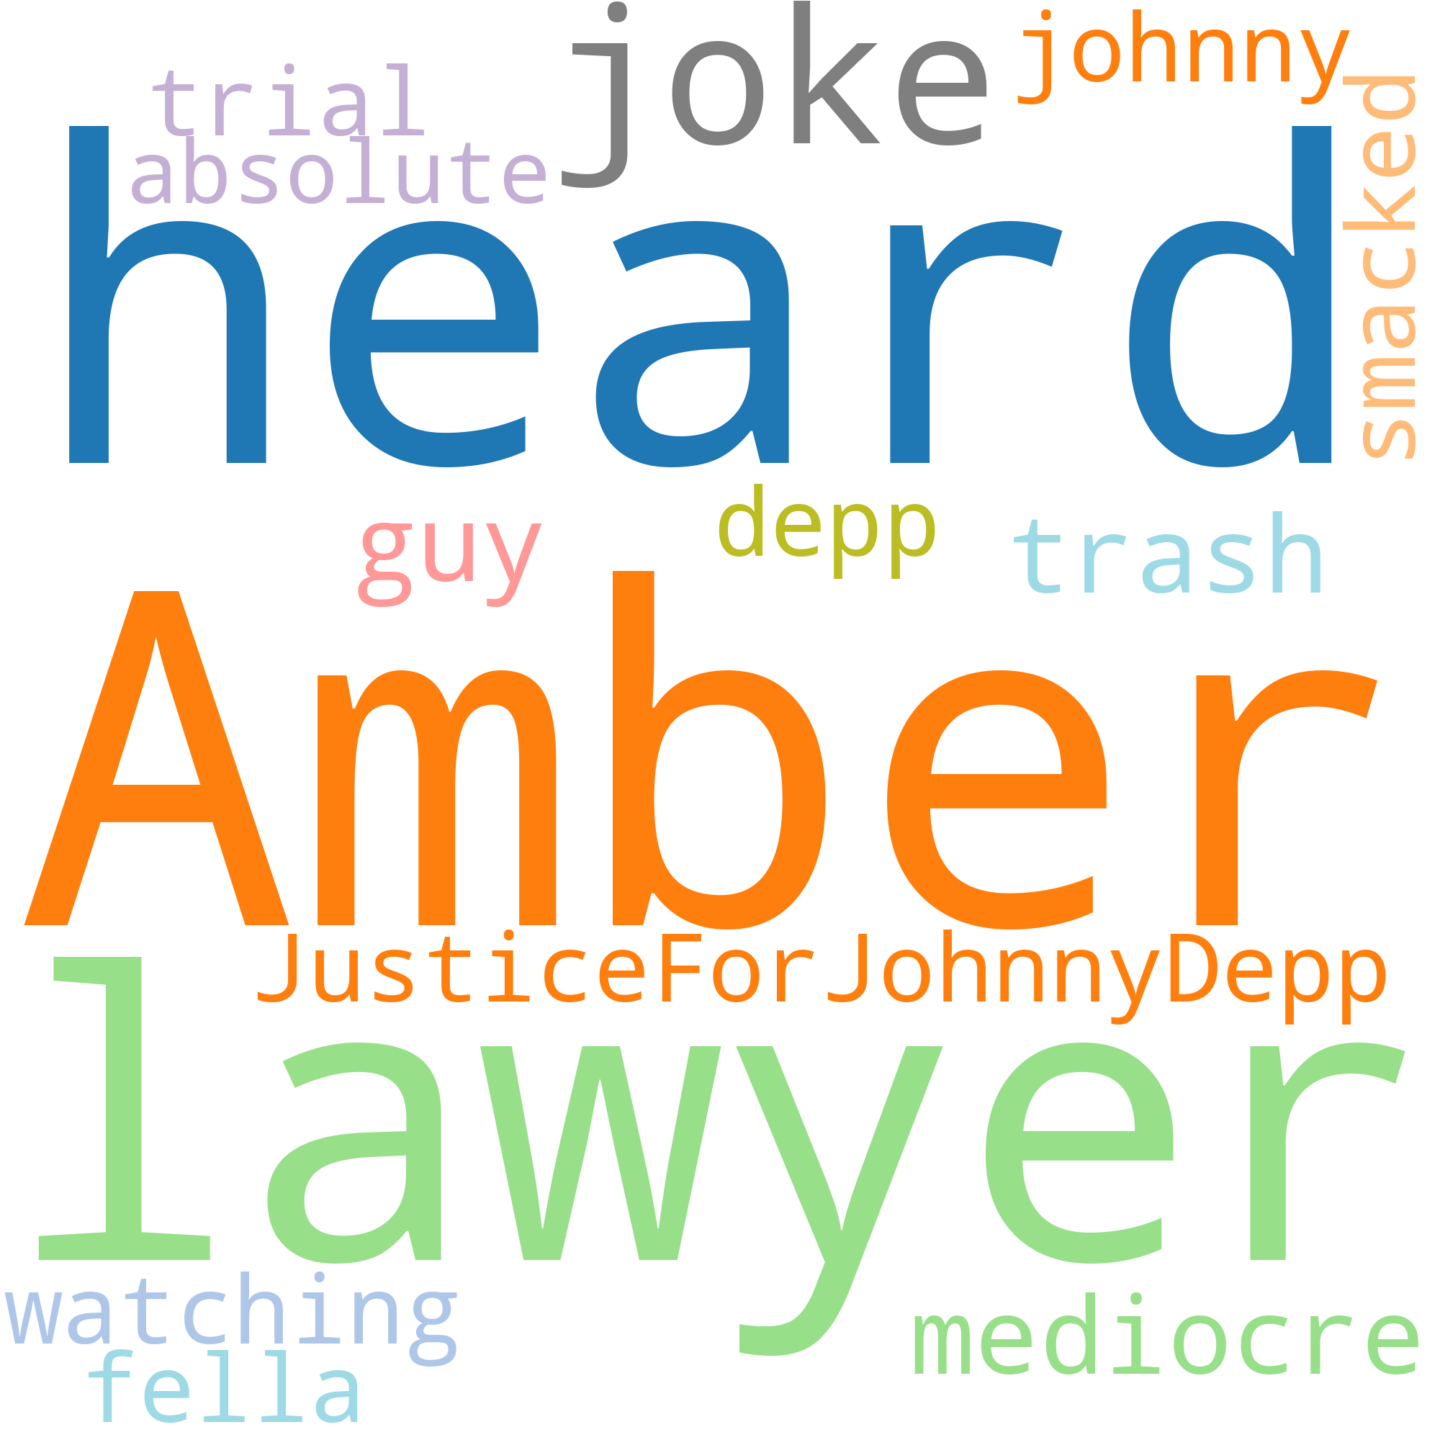 joke
johnny
trial
absolute
smacked
heard
guy
depp
trash
Amber
JusticeForJohnnyDepp
lawyer
watching
mediocre
fella